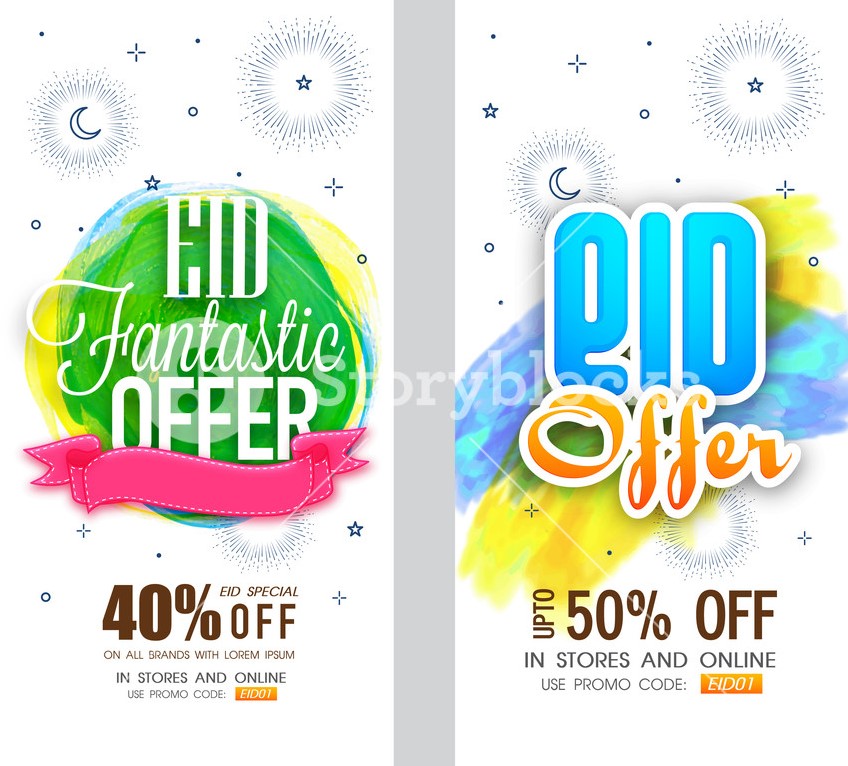 EID
Fantastic
OFFER
40% EID SPECIAL
OFF
ON ALL BRANDS WITH LOREM IPSUM
IN STORES AND ONLINE
USE PROMO CODE: EID01
EID
Offer
UPTO 50% OFF
IN STORES AND ONLINE
USE PROMO CODE: EID01
Storyblocks